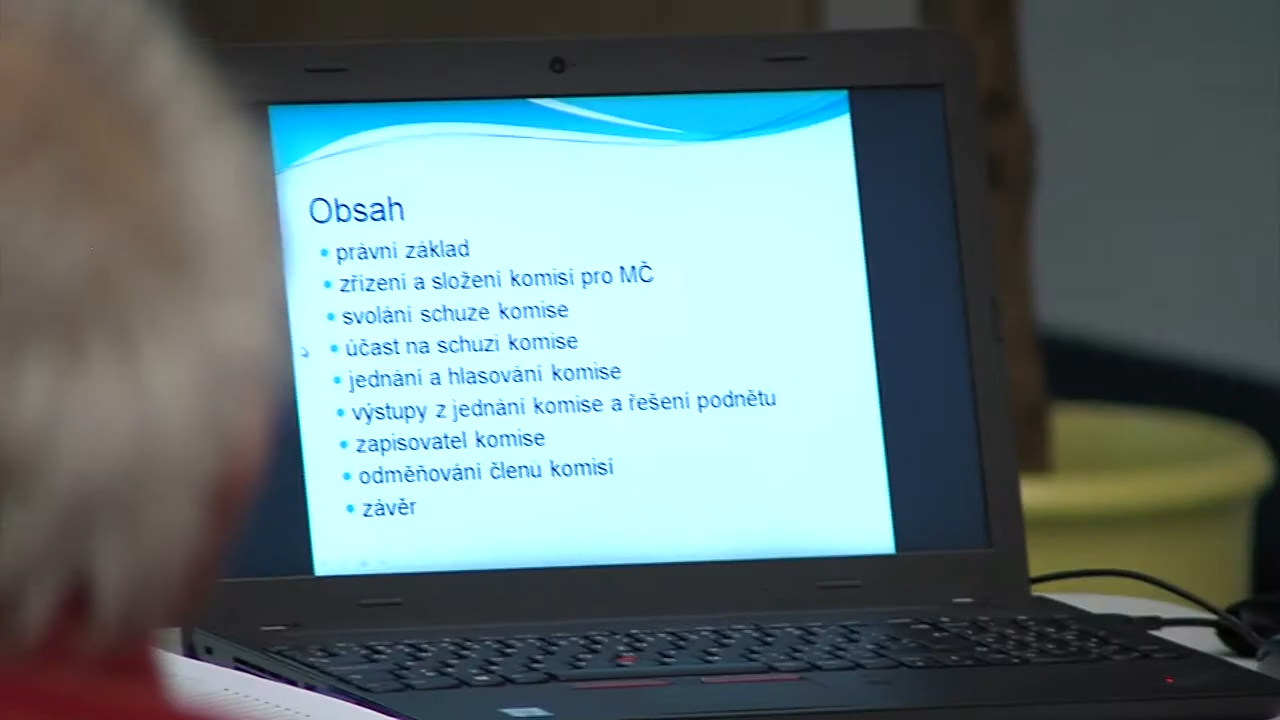 Obsah
• právní základ
• zřízení a složení komisí pro MČ
• svolání schuze komise
• účast na schuzi komise
• jednání a hlasování komise
• výstupy z jednání komise a řešení podnětu
• zapisovatel komise
• odměňování členu komisí
• závěr